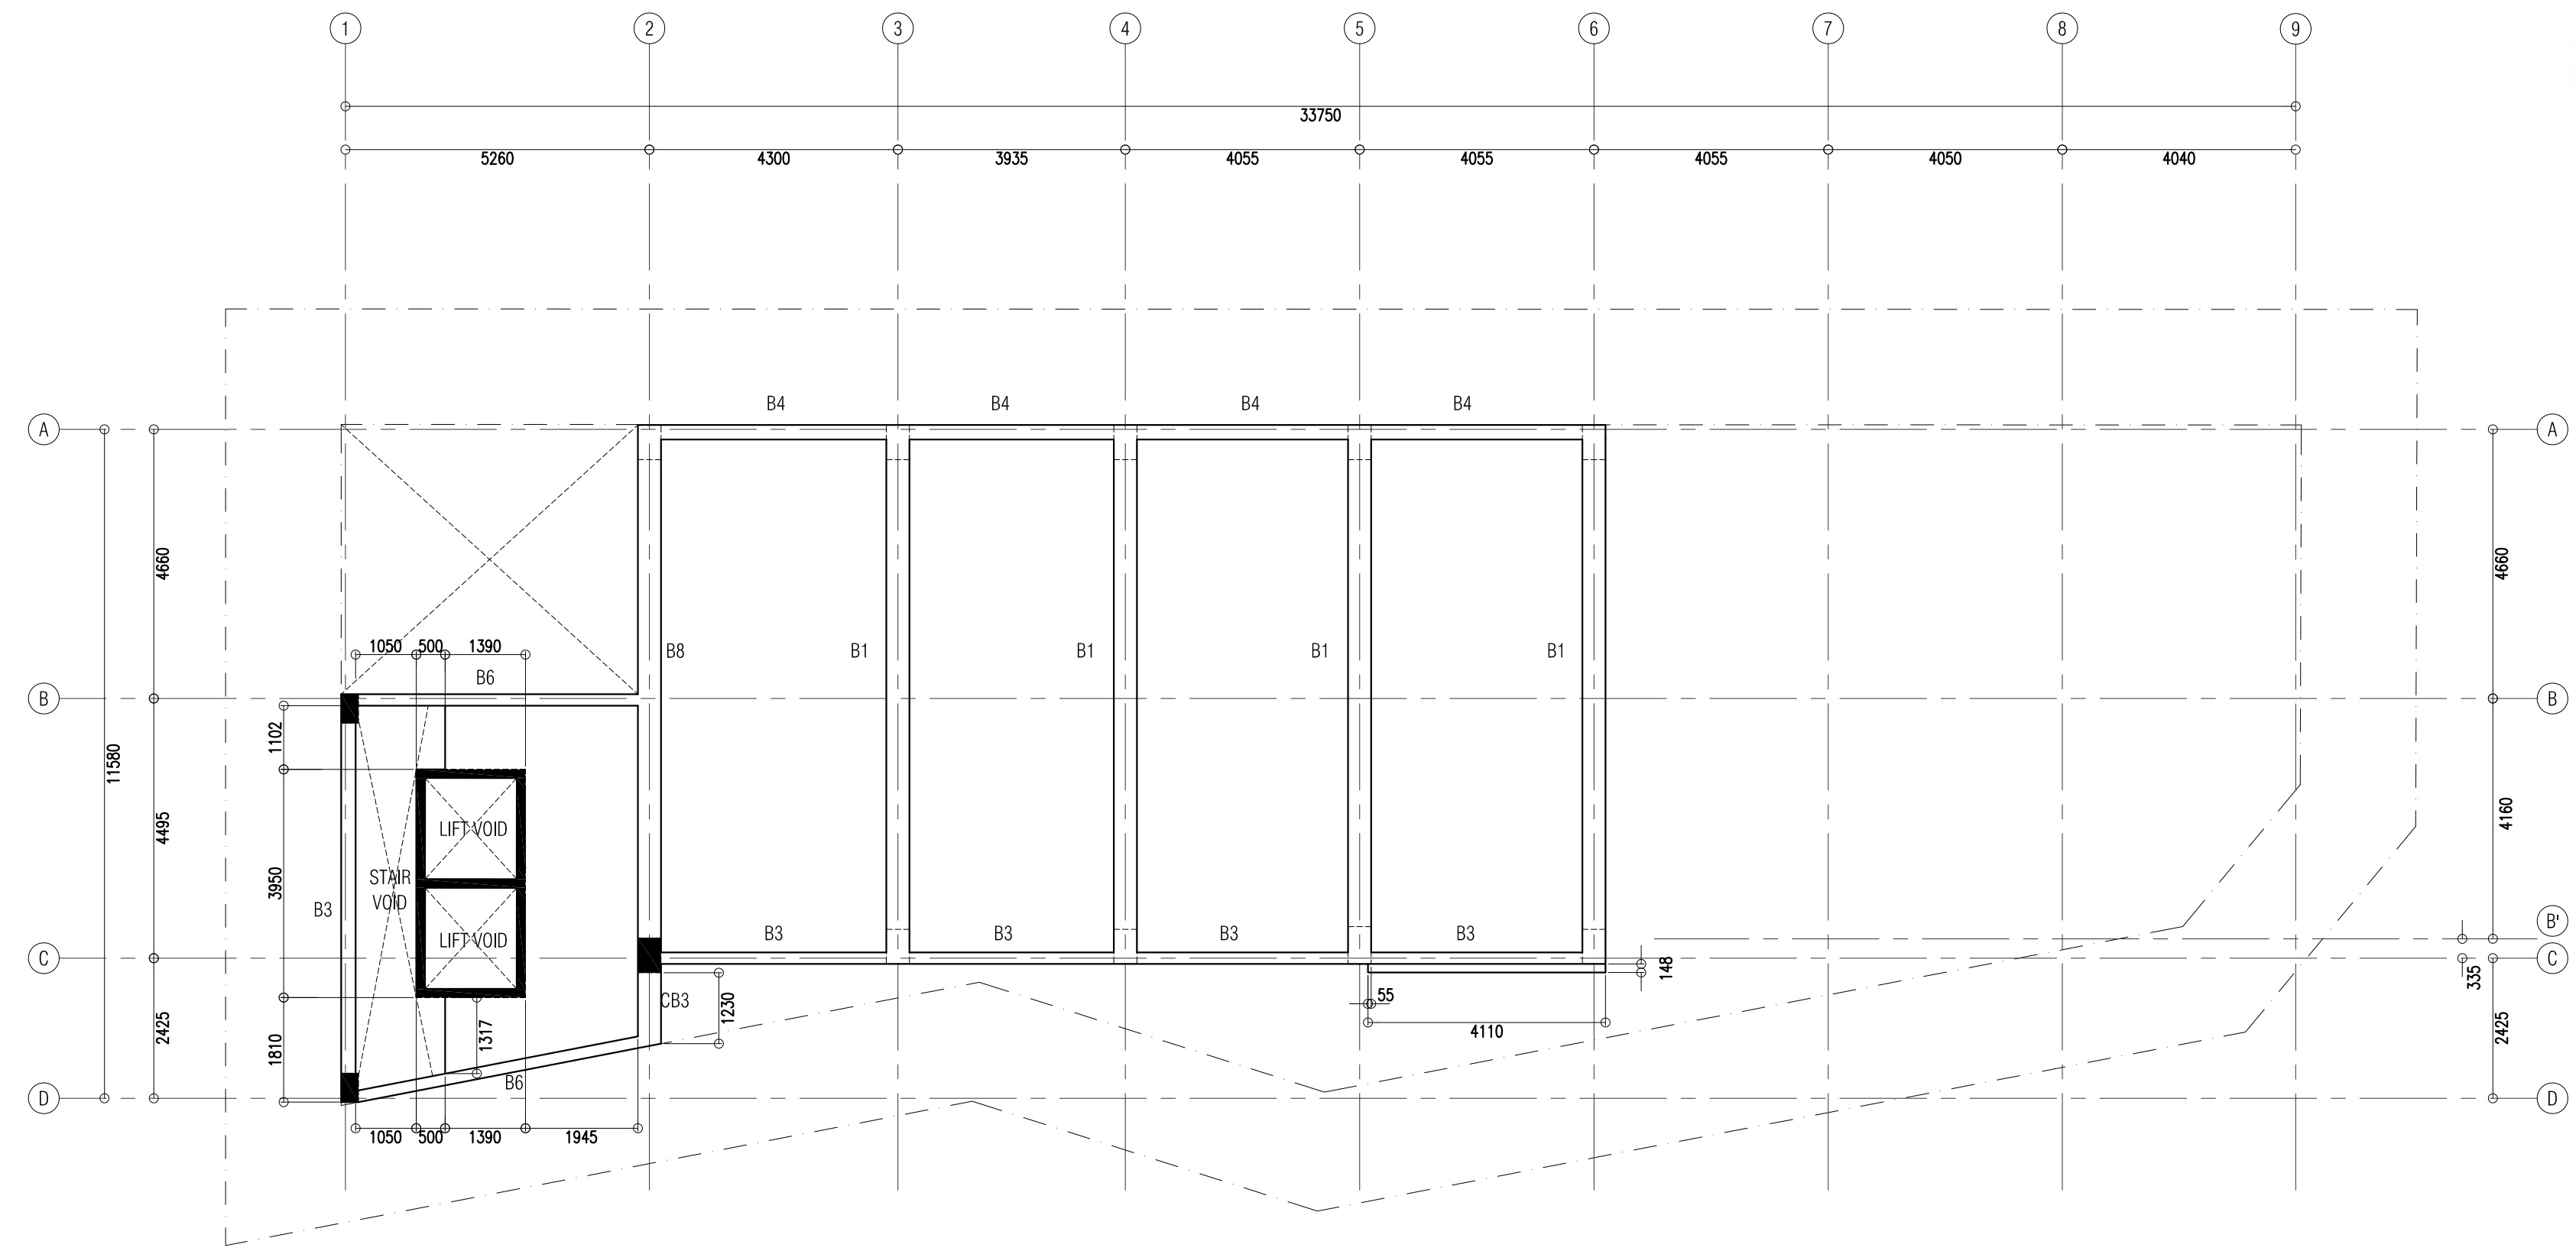 1 2 3 4 5 6 7 8 9
33750
5260 4300 3935 4055 4055 4055 4050 4040
B4 B4 B4 B4
A A
4660 4660
1050 500 1390
B8 B1 B1 B1 B1
B6
B B
1102
11580
4495 4160
LIFT VOID
STAIR
VOID
3950
B3
B3 B3 B3 B3
LIFT VOID
B'
C C
148
335
CB3
1230
55
4110
2425 2425
1810
1317
B6
D D
1050 500 1390 1945